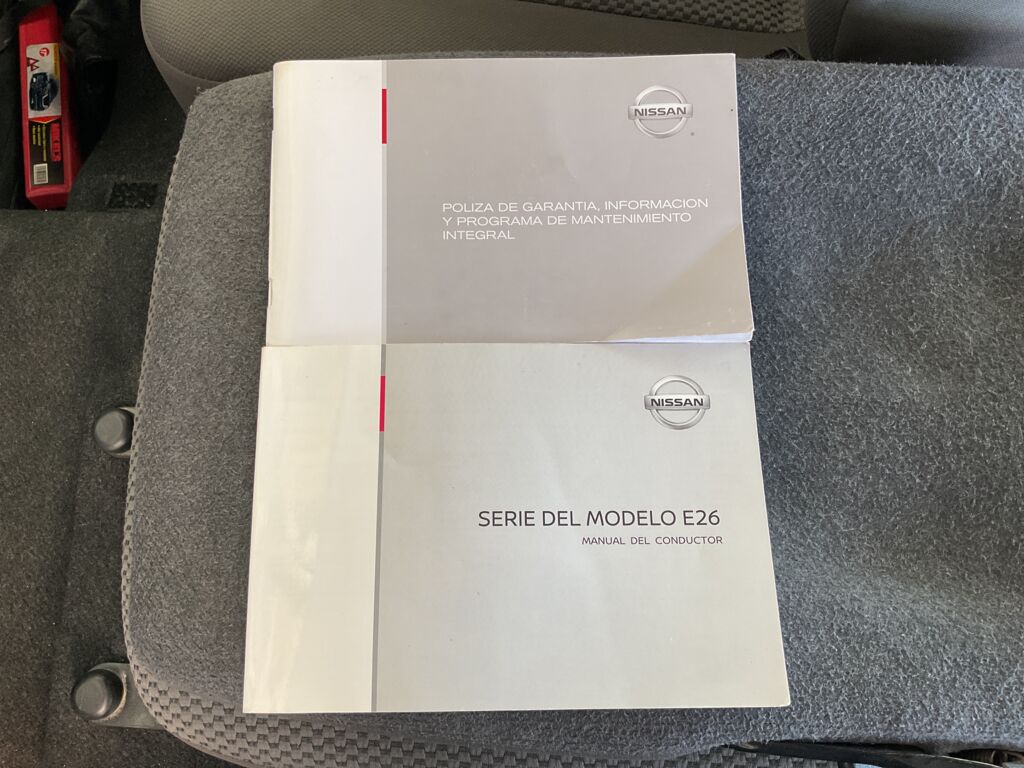 NISSAN
POLIZA DE GARANTIA, INFORMACION
Y PROGRAMA DE MANTENIMIENTO
INTEGRAL
NISSAN
SERIE DEL MODELO E26
MANUAL DEL CONDUCTOR